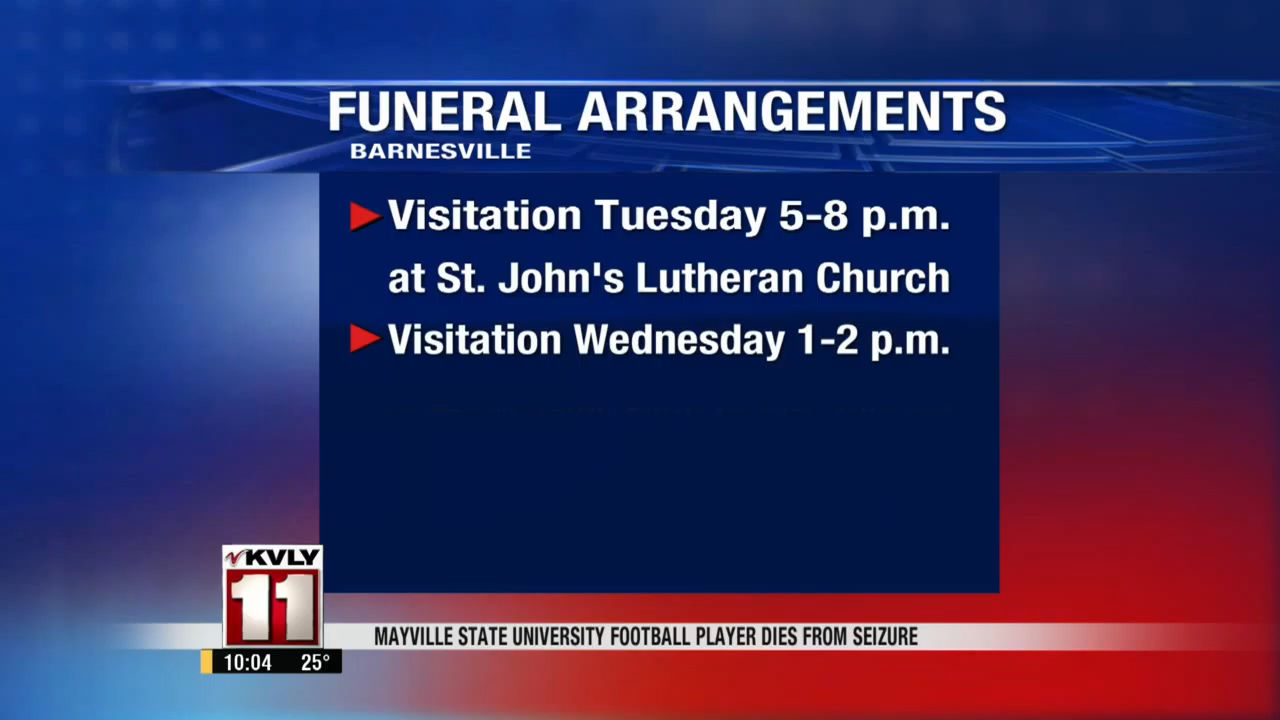 FUNERAL ARRANGEMENTS
BARNESVILLE
Visitation Tuesday 5-8 p.m.
at St. John's Lutheran Church
Visitation Wednesday 1-2 p.m.
KVLY
11
MAYVILLE STATE UNIVERSITY FOOTBALL PLAYER DIES FROM SEIZURE
10:04 25°